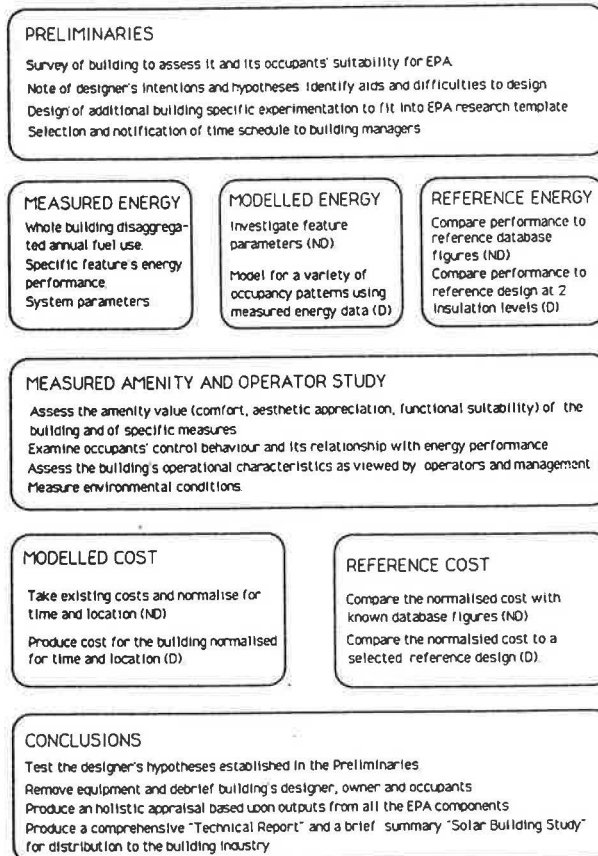 PRELIMINARIES
Survey of building to assess it and its occupants' suitability for EPA
Note of designer's intentions and hypotheses Identify aids and difficulties to design
Design of additional building specific experimentation to fit into EPA research template
Selection and notification of time schedule to building managers
MEASURED ENERGY
Whole building disaggrega-
ted annual fuel use.
Specific feature's energy
performance.
System parameters
MODELLED ENERGY
Investigate feature
parameters (ND)
Model for a variety of
occupancy patterns using
measured energy data (D)
REFERENCE ENERGY
Compare performance to
reference database
figures (ND)
Compare performance to
reference design at 2
insulation levels (D)
MEASURED AMENITY AND OPERATOR STUDY
Assess the amenity value (comfort, aesthetic appreciation, functional suitability) of the
building and of specific measures
Examine occupants' control behaviour and its relationship with energy performance
Assess the building's operational characteristics as viewed by operators and management
Measure environmental conditions.
MODELLED COST
Take existing costs and normalise for
time and location (ND)
Produce cost for the building normalised
for time and location (D)
REFERENCE COST
Compare the normalised cost with
known database figures (ND)
Compare the normalsied cost to a
selected reference design (D)
CONCLUSIONS
Test the designer's hypotheses established in the Preliminaries
Remove equipment and debrief building's designer, owner and occupants
Produce an holistic appraisal based upon outputs from all the EPA components
Produce a comprehensive "Technical Report" and a brief summary "Solar Building Study"
for distribution to the building industry